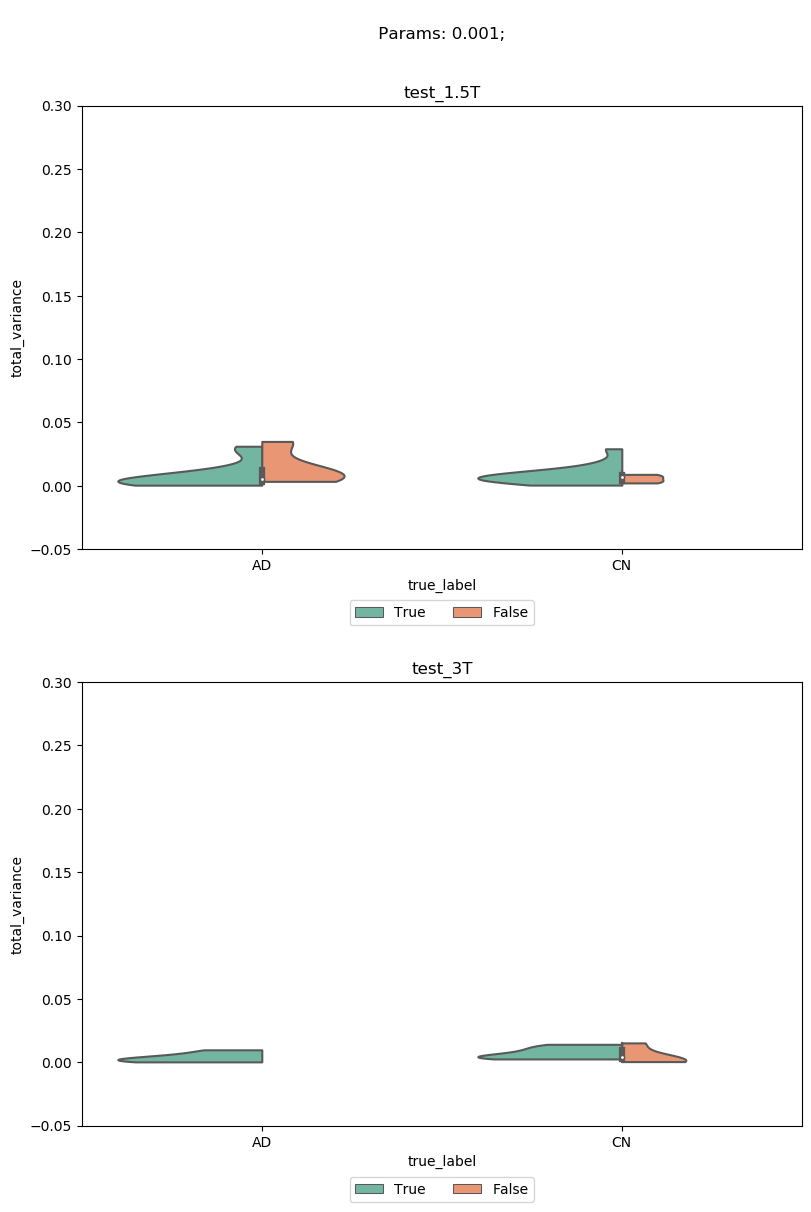 Params: 0.001;
test_1.5T
0.30
0.25
0.20
0.15
0.10
0.05
0.00
−0.05
total_variance
AD CN
true_label
True False
test_3T
0.30
0.25
0.20
0.15
0.10
0.05
0.00
−0.05
total_variance
AD CN
true_label
True False